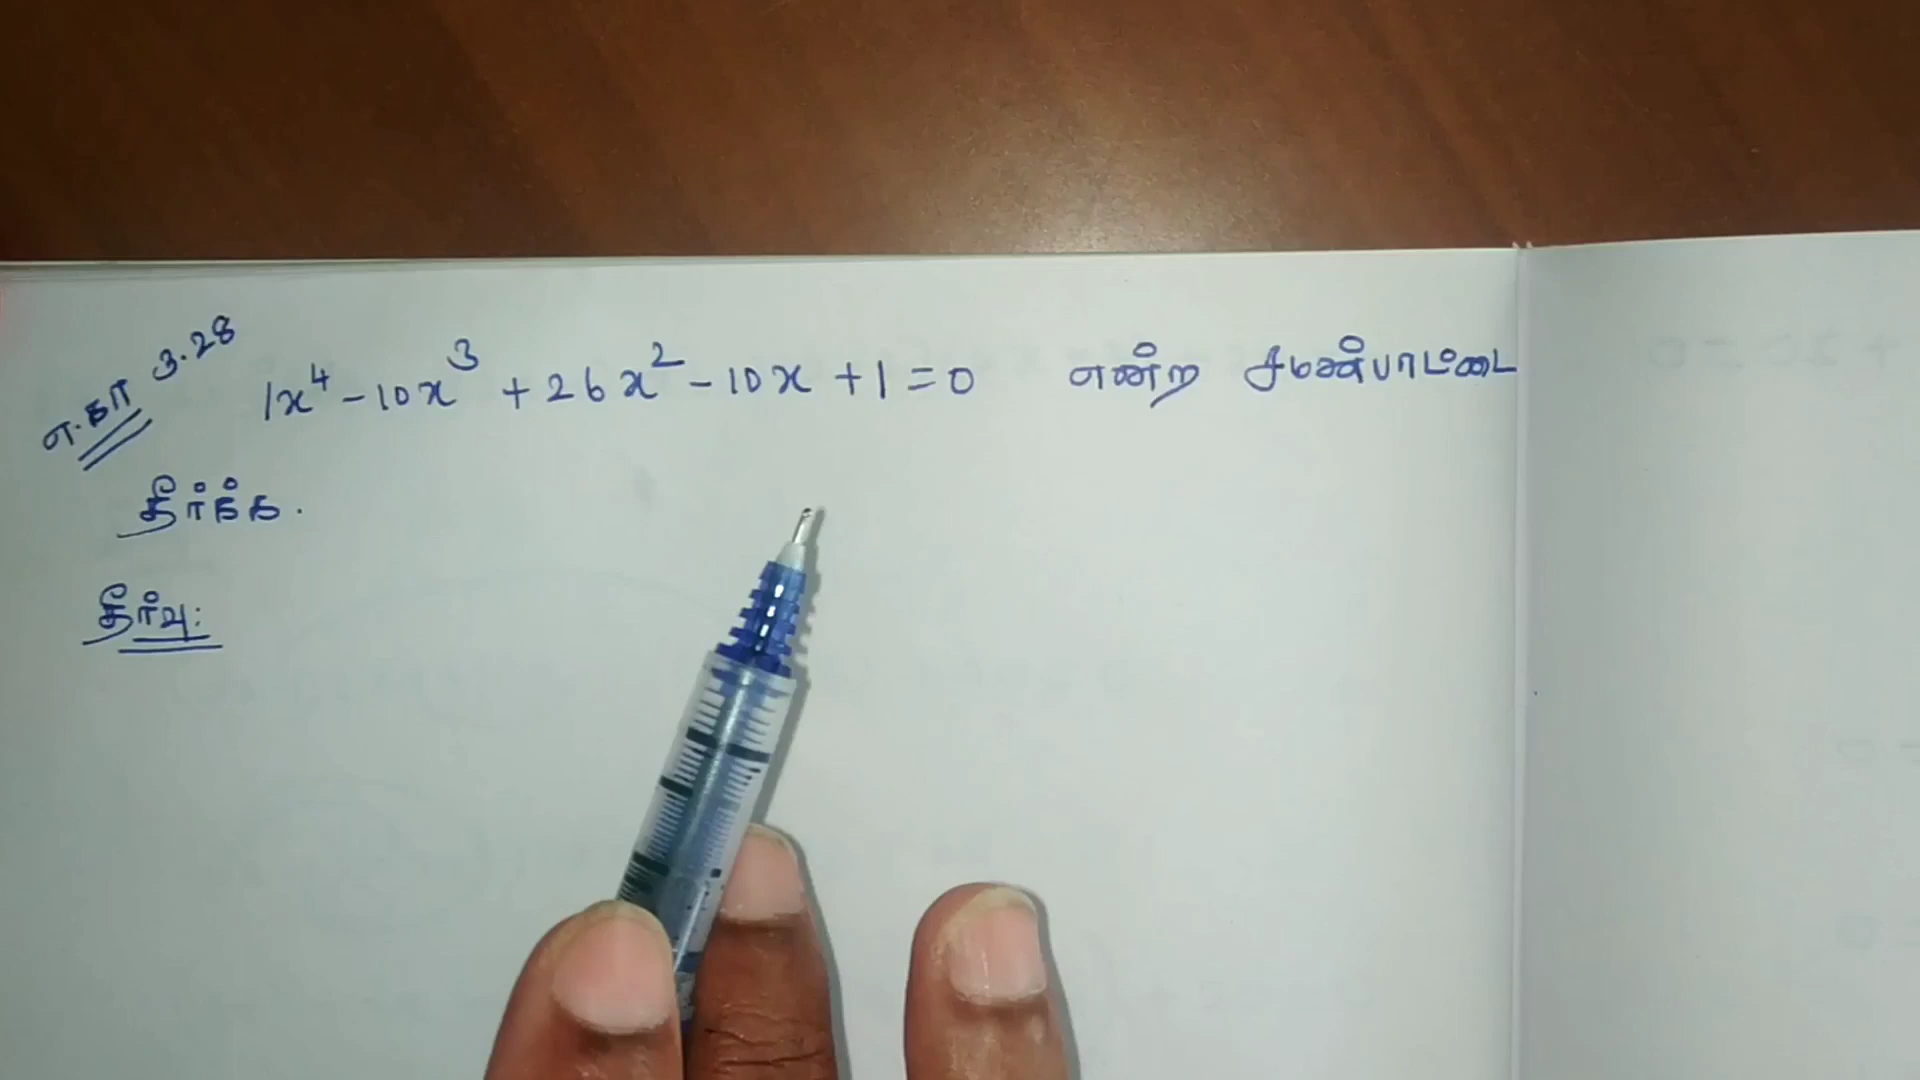 எ.கா 3.28 1x⁴ - 10x³ + 26x² - 10x + 1 = 0 என்ற சமன்பாட்டை
தீர்க்க.
தீர்வு: